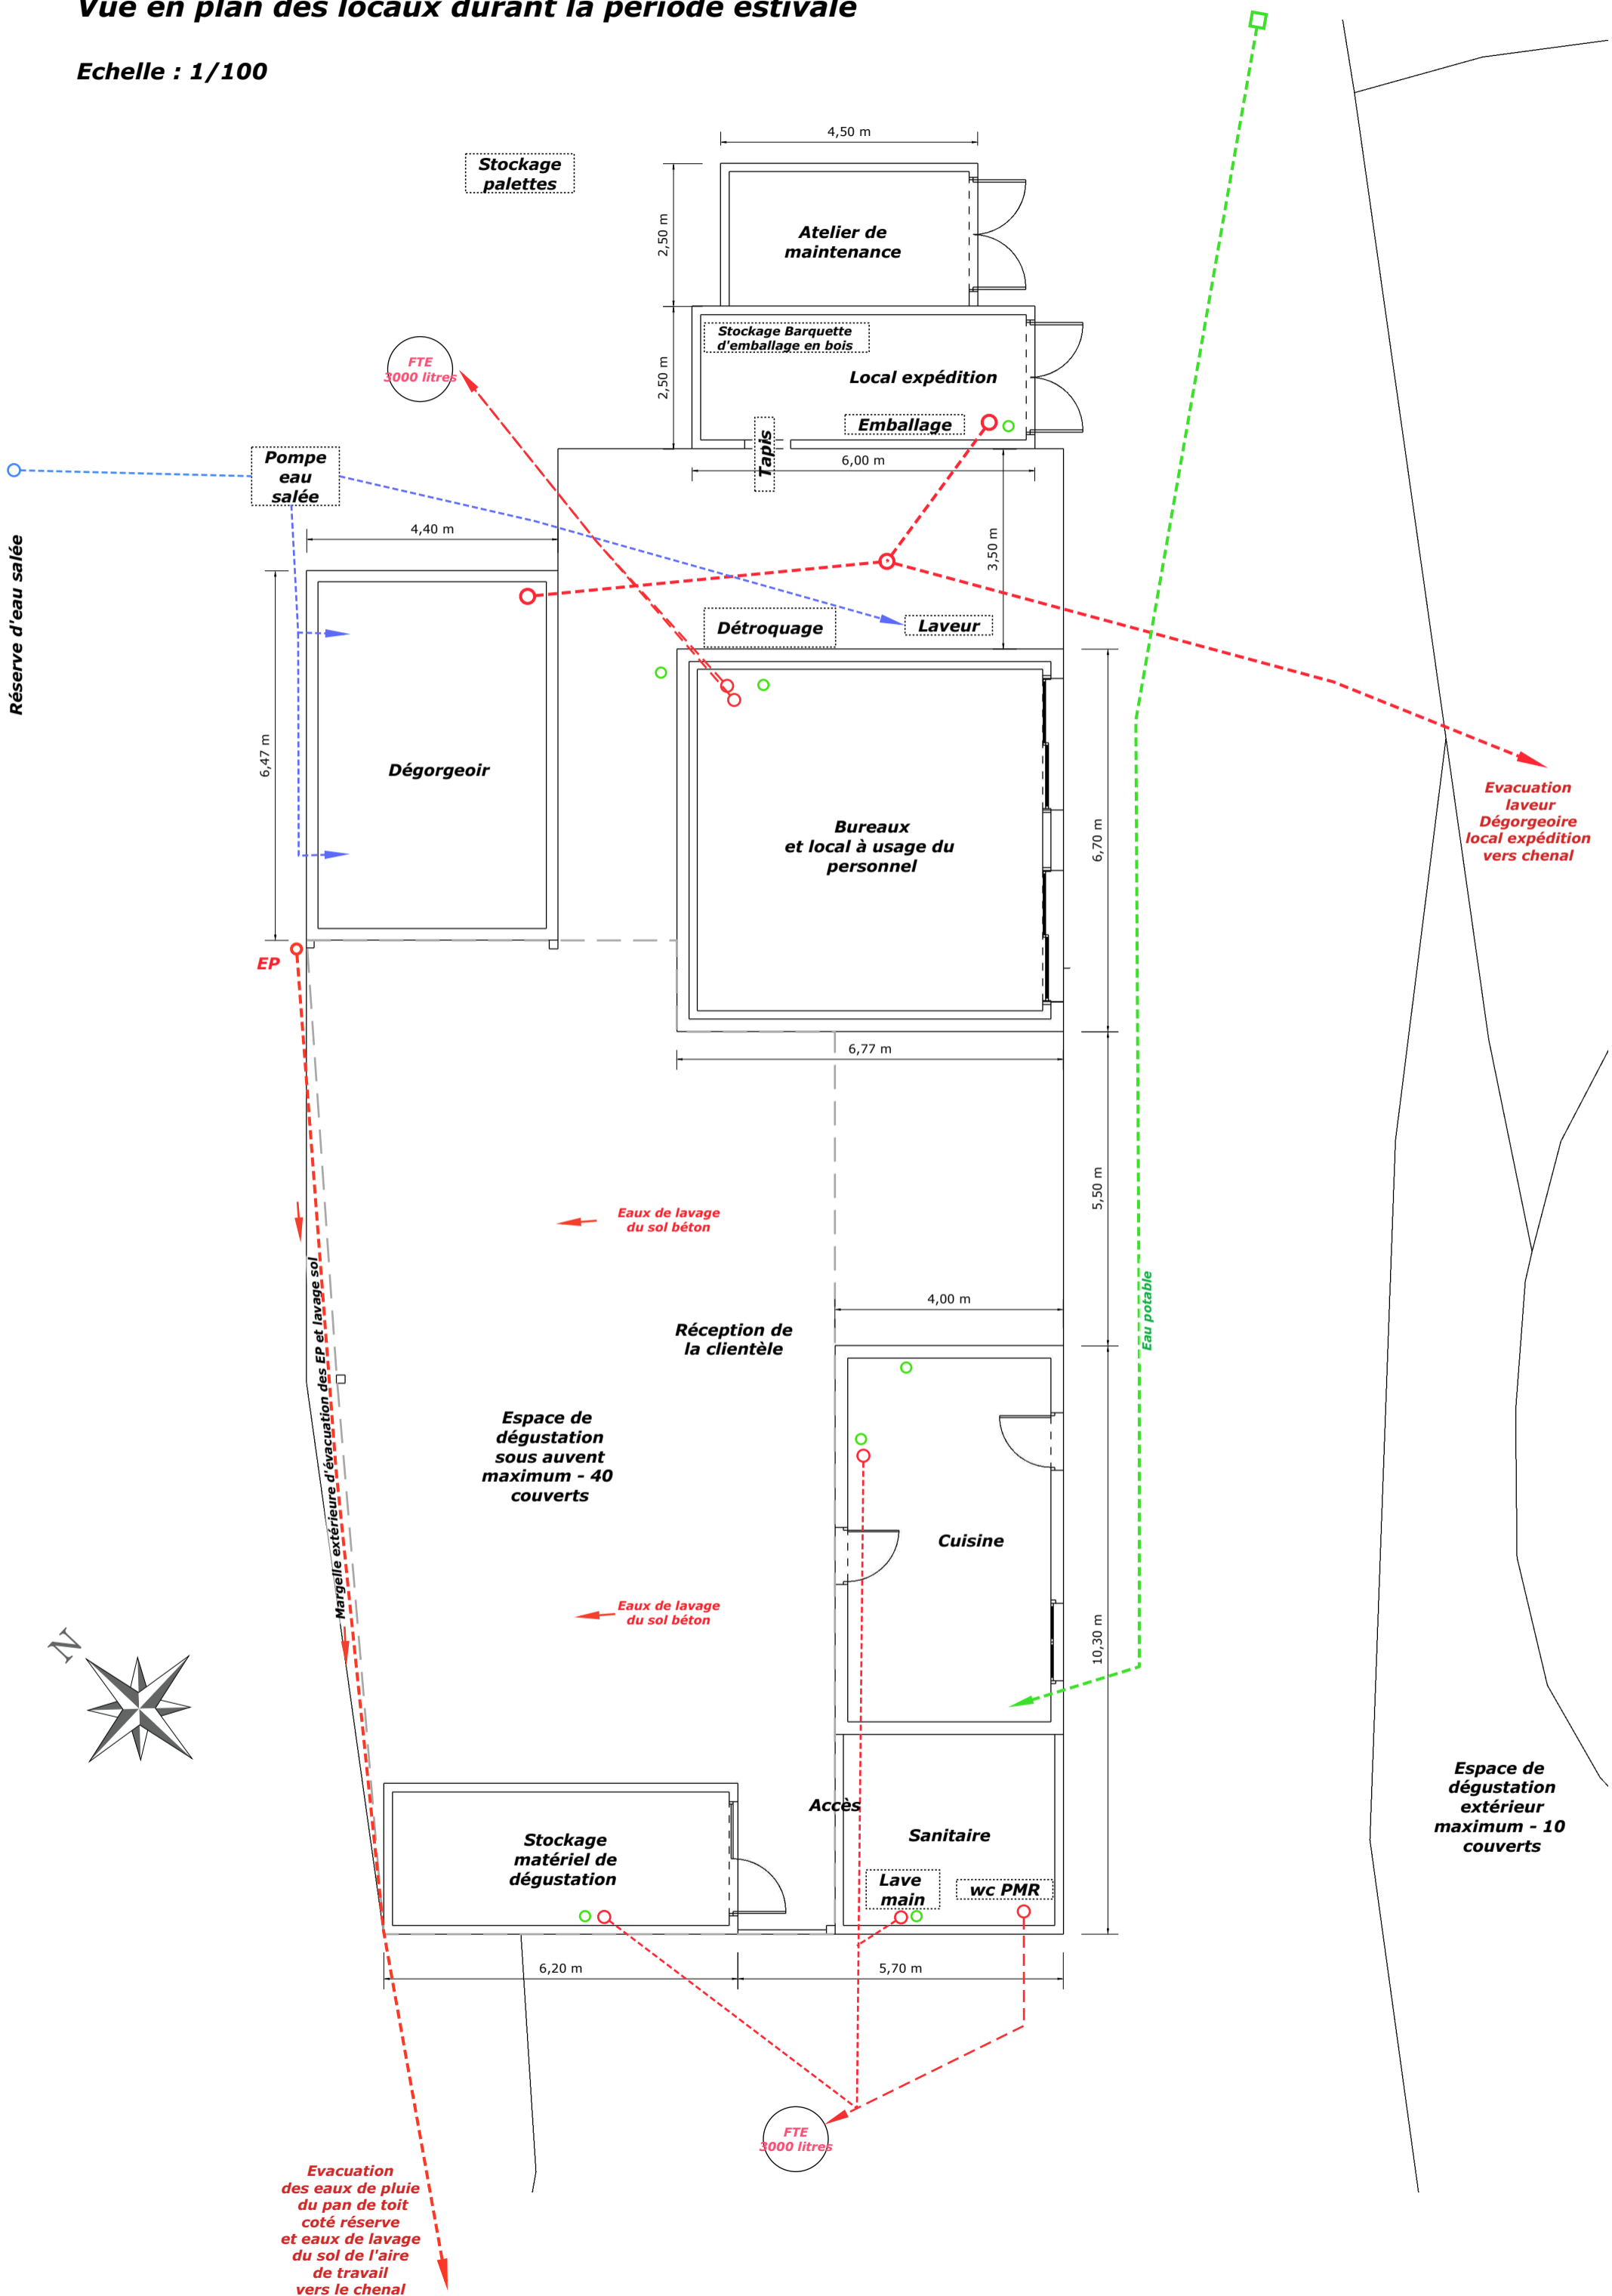 Vue en plan des locaux durant la période estivale
Echelle : 1/100
4,50 m
Stockage
palettes
2,50 m
Atelier de
maintenance
Stockage Barquette
d'emballage en bois
FTE
3000 litres
2,50 m
Local expédition
Emballage
Tapis
6,00 m
Pompe
eau
salée
Réserve d'eau salée
4,40 m
3,50 m
Détroquage
Laveur
6,47 m
Dégorgeoir
Bureaux
et local à usage du
personnel
6,70 m
Evacuation
laveur
Dégorgeoire
local expédition
vers chenal
EP
6,77 m
5,50 m
Eaux de lavage
du sol béton
4,00 m
Eau potable
Réception de
la clientèle
Margelle extérieure d'évacuation des EP et lavage sol
Espace de
dégustation
sous auvent
maximum - 40
couverts
Cuisine
Eaux de lavage
du sol béton
10,30 m
N
Accès
Sanitaire
Stockage
matériel de
dégustation
Lave
main
wc PMR
Espace de
dégustation
extérieur
maximum - 10
couverts
6,20 m
5,70 m
FTE
3000 litres
Evacuation
des eaux de pluie
du pan de toit
coté réserve
et eaux de lavage
du sol de l'aire
de travail
vers le chenal